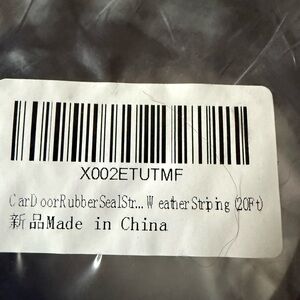 X002ETUTMF
CarDoorRubberSealStr... WeatherStriping (20Ft)
新品Made in China